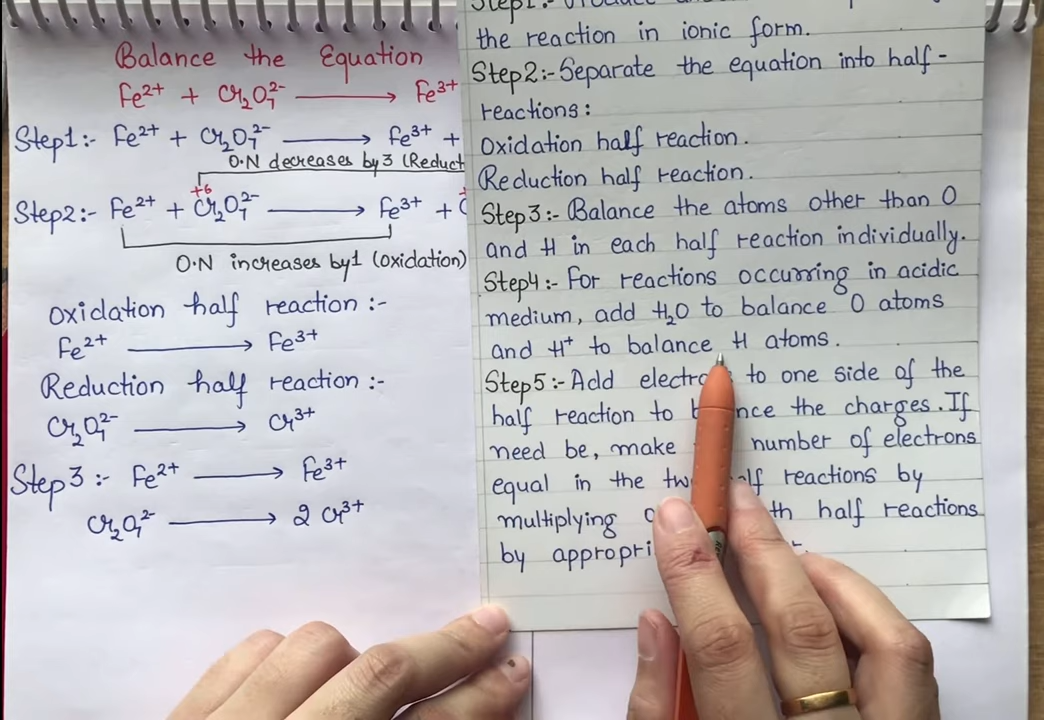 Balance the Equation
Fe²⁺ + Cr₂O₇²⁻ ⟶ Fe³⁺
Step1:- Fe²⁺ + Cr₂O₇²⁻ ⟶ Fe³⁺ +
O.N decreases by 3 (Reduct
+6
Step2:- Fe²⁺ + Cr₂O₇²⁻ ⟶ Fe³⁺ +
O.N increases by 1 (oxidation)
Oxidation half reaction :-
Fe²⁺ ⟶ Fe³⁺
Reduction half reaction :-
Cr₂O₇²⁻ ⟶ Cr³⁺
Step3 :- Fe²⁺ ⟶ Fe³⁺
Cr₂O₇²⁻ ⟶ 2 Cr³⁺
Step1:-
the reaction in ionic form.
Step2:- Separate the equation into half-
reactions:
Oxidation half reaction.
Reduction half reaction.
Step3:- Balance the atoms other than O
and H in each half reaction individually.
Step4:- For reactions occurring in acidic
medium, add H₂O to balance O atoms
and H⁺ to balance H atoms.
Step5:- Add electro to one side of the
half reaction to b nce the charges. If
need be, make number of electrons
equal in the tw lf reactions by
multiplying o th half reactions
by appropri